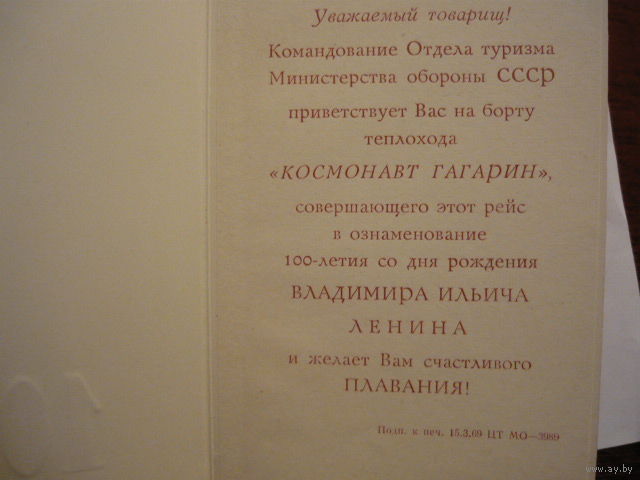 Уважаемый товарищ!
Командование Отдела туризма
Министерства обороны СССР
приветствует Вас на борту
теплохода
«КОСМОНАВТ ГАГАРИН»,
совершающего этот рейс
в ознаменование
100-летия со дня рождения
ВЛАДИМИРА ИЛЬИЧА
ЛЕНИНА
и желает Вам счастливого
ПЛАВАНИЯ!
Подп. к печ. 15.3.69 ЦТ МО—3989
www.ay.by